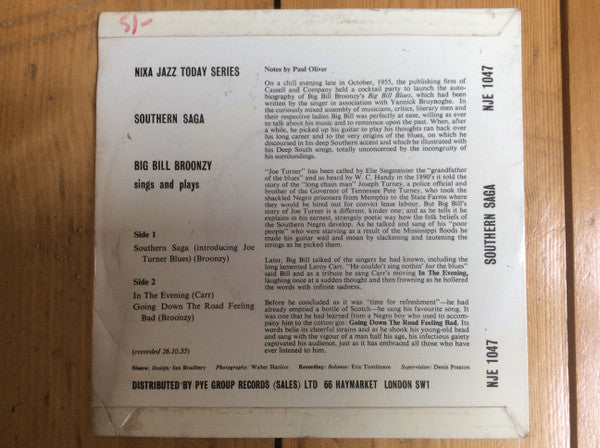 5/-
NIXA JAZZ TODAY SERIES
SOUTHERN SAGA
BIG BILL BROONZY
sings and plays
Side 1
Southern Saga (introducing Joe
Turner Blues) (Broonzy)
Side 2
In The Evening (Carr)
Going Down The Road Feeling
Bad (Broonzy)
(recorded 26.10.55)
Notes by Paul Oliver
On a chill evening late in October, 1955, the publishing firm of
Cassell and Company held a cocktail party to launch the auto-
biography of Big Bill Broonzy's Big Bill Blues, which had been
written by the singer in association with Yannick Bruynoghe. In
the curiously mixed assembly of musicians, critics, literary men and
their respective ladies Big Bill was perfectly at ease, willing as ever
to talk about his music and to reminisce upon the past. When, after
a while, he picked up his guitar to play his thoughts ran back over
his long career and to the very origins of the blues, on which he
discoursed in his deep Southern accent and which he illustrated with
his Deep South songs, totally unconcerned by the incongruity of
his surroundings.
"Joe Turner" has been called by Elie Siegmeister the "grandfather
of the blues" and as heard by W. C. Handy in the 1890's it told the
story of the "long chain man" Joseph Turney, a police official and
brother of the Governor of Tennessee Pete Turney, who took the
shackled Negro prisoners from Memphis to the State Farms where
they would be hired out for convict lease labour. But Big Bill's
story of Joe Turner is a different, kinder one; and as he tells it he
explains in his earnest, strangely poetic way how the folk beliefs of
the Southern Negro develop. As he talked and sang of his "poor
people" who were starving as a result of the Mississippi floods he
made his guitar wail and moan by slackening and tautening the
strings as he picked them.
Later, Big Bill talked of the singers he had known, including the
long lamented Leroy Carr. "He couldn't sing nothin' but the blues"
said Bill and as a tribute he sang Carr's moving In The Evening,
laughing once at a sudden thought and then frowning as he hollered
the words with infinite sadness.
Before he concluded as it was "time for refreshment"—he had
already emptied a bottle of Scotch—he sang his favourite song. It
was one that he had learned from a Negro boy who used to accom-
pany him to the cotton gin: Going Down The Road Feeling Bad. Its
words belie its cheerful strains and as he shook his young-old head
and sang with the vigour of a man half his age, his infectious gaiety
captivated his audience, just as it has embraced all those who have
ever listened to him.
NJE 1047
SOUTHERN SAGA
NJE 1047
Sleeve: Design: Ian Bradbery Photography: Walter Hanlon Recording: Balance: Eric Tomlinson Supervision: Denis Preston
DISTRIBUTED BY PYE GROUP RECORDS (SALES) LTD 66 HAYMARKET LONDON SW1